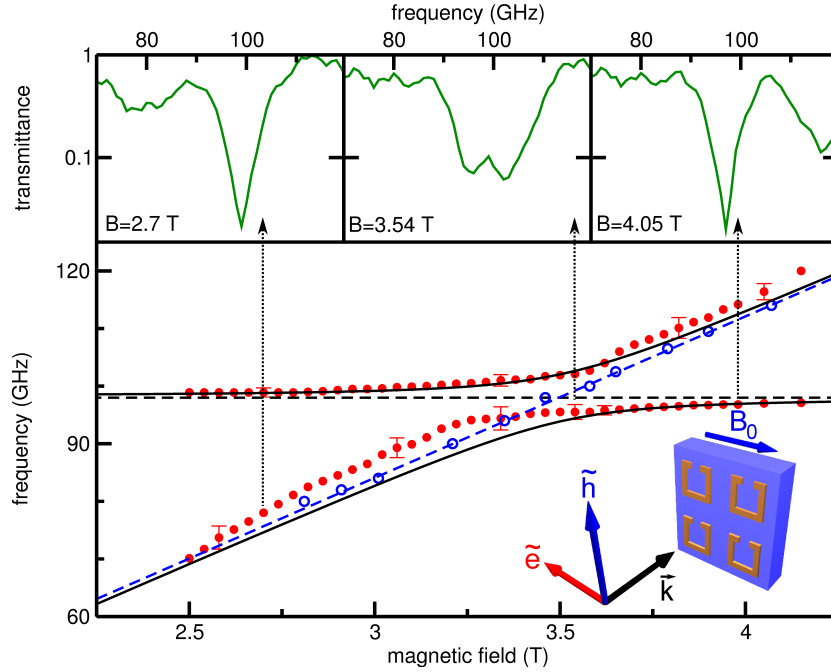 frequency (GHz)
80 100 80 100 80 100
1
0.1
transmittance
B=2.7 T
B=3.54 T
B=4.05 T
120
90
60
frequency (GHz)
B0
h̃
ẽ
k⃗
2.5 3 3.5 4
magnetic field (T)